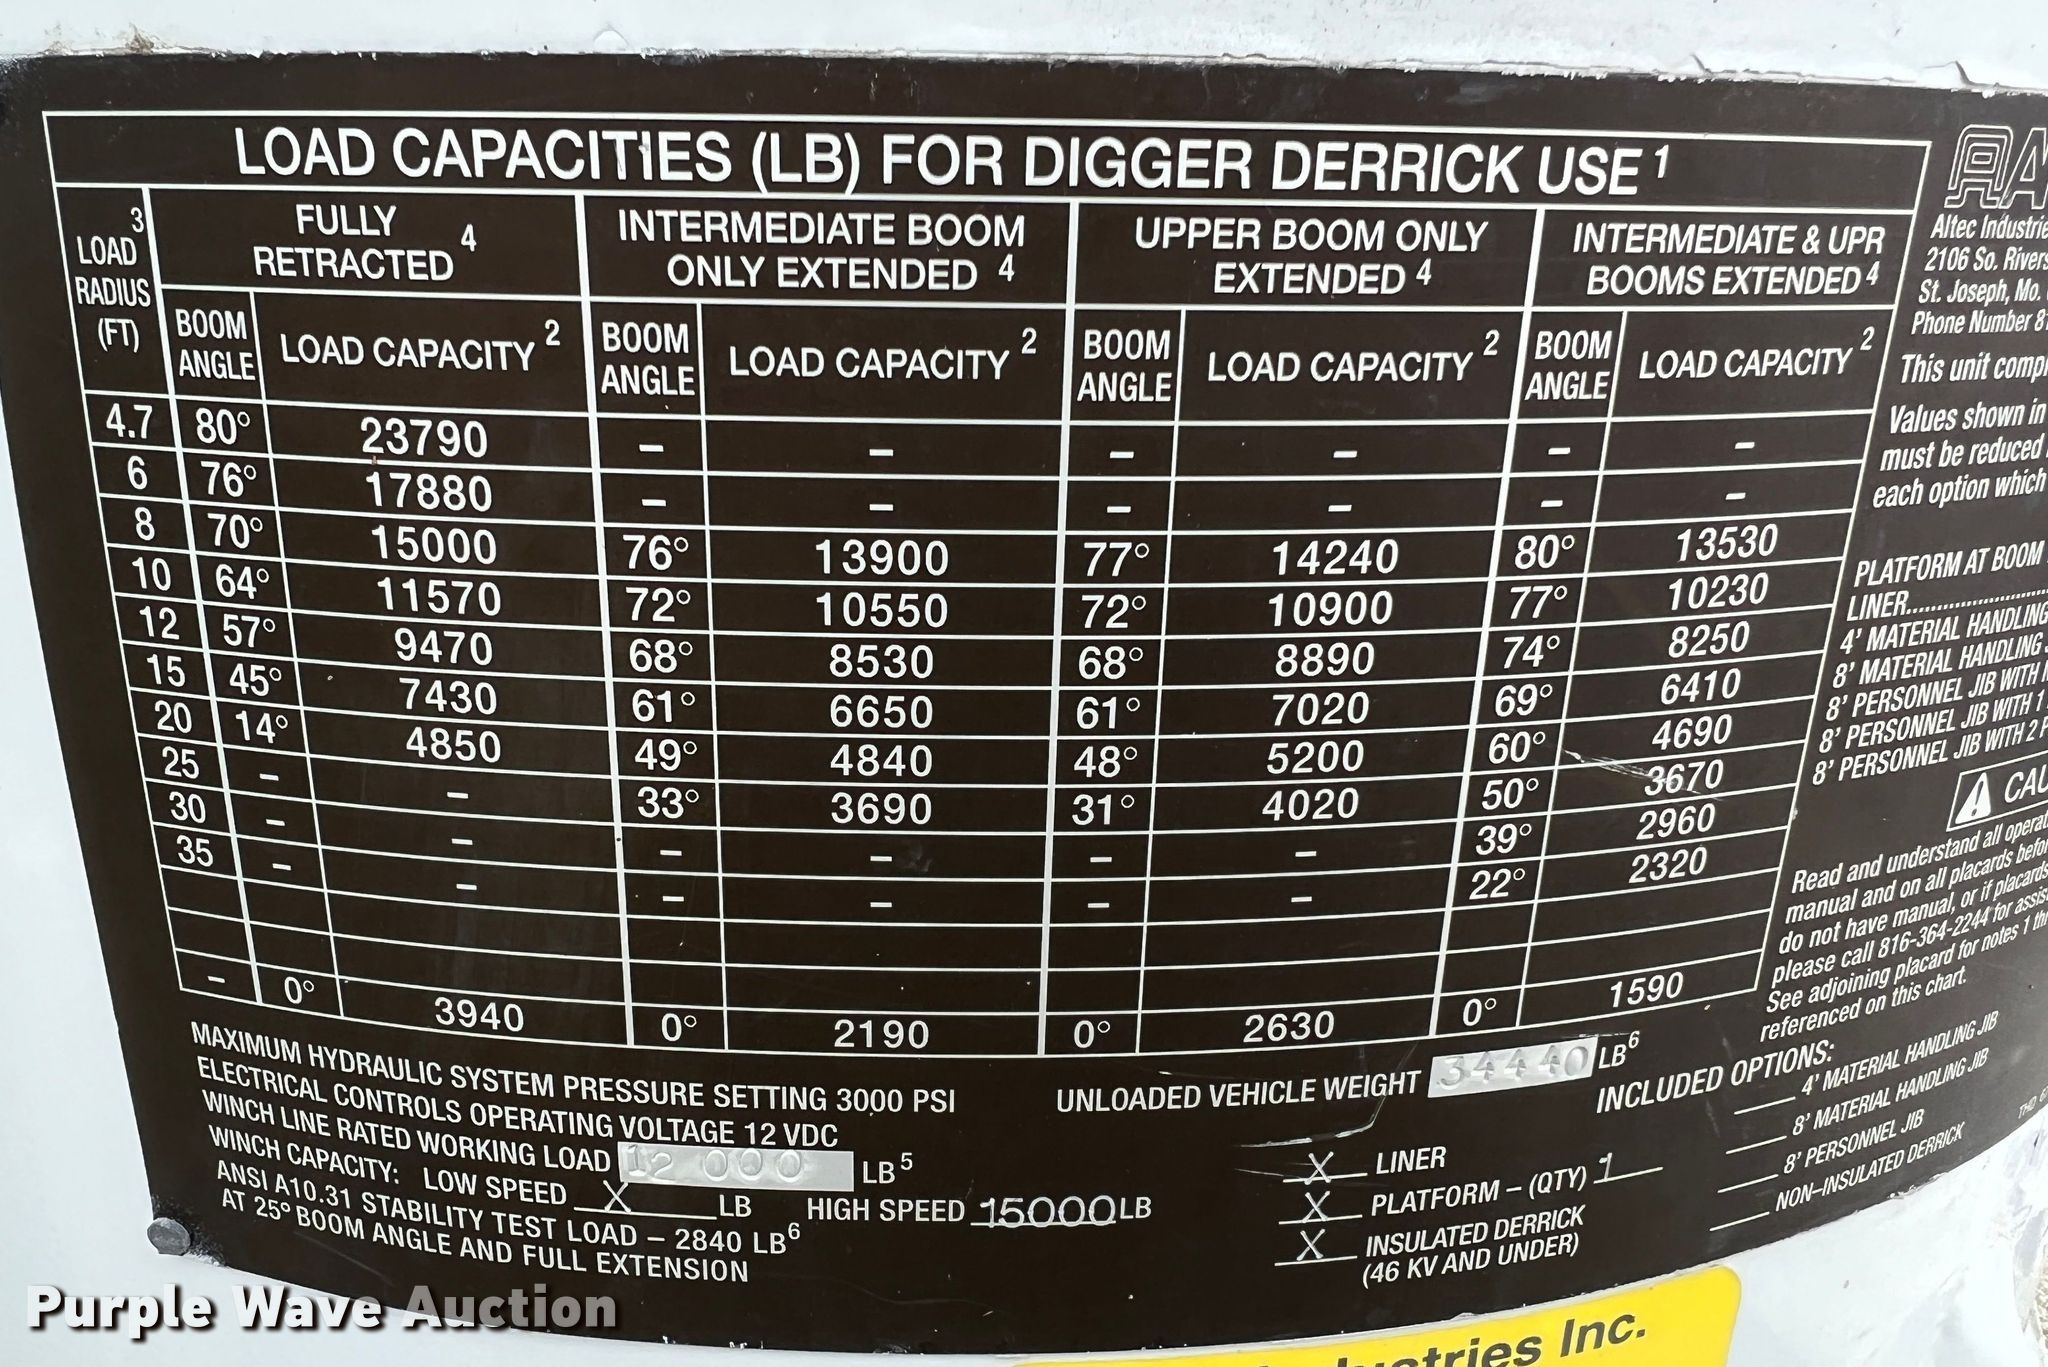 LOAD CAPACITIES (LB) FOR DIGGER DERRICK USE 1
3 LOAD RADIUS (FT)
FULLY RETRACTED 4
INTERMEDIATE BOOM ONLY EXTENDED 4
UPPER BOOM ONLY EXTENDED 4
INTERMEDIATE & UPR BOOMS EXTENDED 4
BOOM ANGLE LOAD CAPACITY 2 BOOM ANGLE LOAD CAPACITY 2 BOOM ANGLE LOAD CAPACITY 2 BOOM ANGLE LOAD CAPACITY 2
4.7 80° 23790 – – – – – –
6 76° 17880 – – – – – –
8 70° 15000 76° 13900 77° 14240 80° 13530
10 64° 11570 72° 10550 72° 10900 77° 10230
12 57° 9470 68° 8530 68° 8890 74° 8250
15 45° 7430 61° 6650 61° 7020 69° 6410
20 14° 4850 49° 4840 48° 5200 60° 4690
25 – – 33° 3690 31° 4020 50° 3670
30 – – – – – – 39° 2960
35 – – – – – – 22° 2320
– 0° 3940 0° 2190 0° 2630 0° 1590
MAXIMUM HYDRAULIC SYSTEM PRESSURE SETTING 3000 PSI
ELECTRICAL CONTROLS OPERATING VOLTAGE 12 VDC
WINCH LINE RATED WORKING LOAD 12 000 LB 5
WINCH CAPACITY: LOW SPEED X LB HIGH SPEED 15000 LB
ANSI A10.31 STABILITY TEST LOAD – 2840 LB 6
AT 25° BOOM ANGLE AND FULL EXTENSION
UNLOADED VEHICLE WEIGHT 34440 LB 6
INCLUDED OPTIONS:
X LINER
X PLATFORM – (QTY) 1
X INSULATED DERRICK
(46 KV AND UNDER)
4' MATERIAL HANDLING JIB
8' MATERIAL HANDLING JIB
8' PERSONNEL JIB
NON–INSULATED DERRICK
Altec
2106 So.
St. Joseph, Mo.
Phone Number
This unit
Values shown in
must be reduced
each option which
PLATFORM AT BOOM
LINER
4' MATERIAL HANDLING
8' MATERIAL HANDLING
8' PERSONNEL JIB WITH
8' PERSONNEL JIB WITH 1
8' PERSONNEL JIB WITH 2
Read and understand all
manual and on all placards
do not have manual, or if placards
please call 816-364-2244 for
See adjoining placard for notes 1
referenced on this chart.
Inc.
Purple Wave Auction